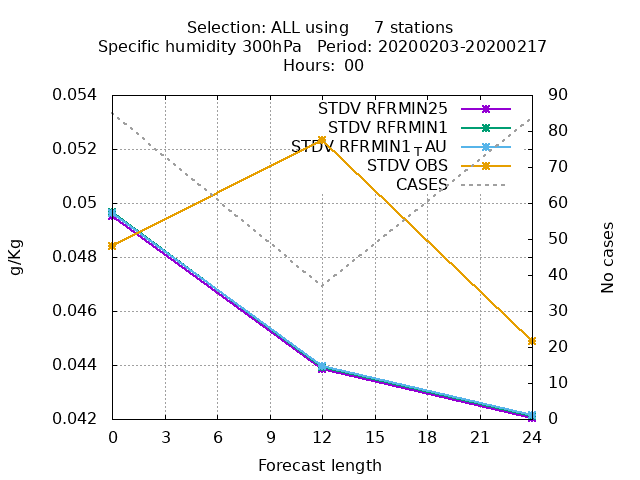 Selection: ALL using     7 stations
Specific humidity 300hPa   Period: 20200203-20200217
Hours: 00
0.054
0.052
0.05
0.048
0.046
0.044
0.042
g/Kg
STDV RFRMIN25
STDV RFRMIN1
STDV RFRMIN1TAU
STDV OBS
CASES
90
80
70
60
50
40
30
20
10
0
No cases
0 3 6 9 12 15 18 21 24
Forecast length